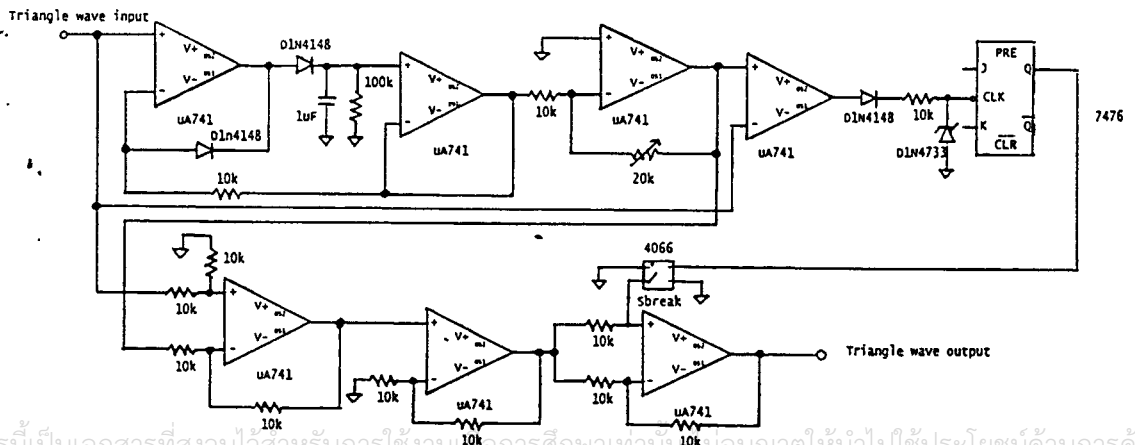 Triangle wave input
V+
V-
uA741
D1N4148
1uF
100k
V+
V-
uA741
D1n4148
10k
10k
V+
V-
uA741
20k
V+
V-
uA741
D1N4148
10k
D1N4733
PRE
J
Q
CLK
K
Q
CLR
7476
10k
10k
10k
V+
V-
uA741
10k
V+
V-
uA741
10k
10k
4066
Sbreak
10k
10k
V+
V-
uA741
10k
Triangle wave output